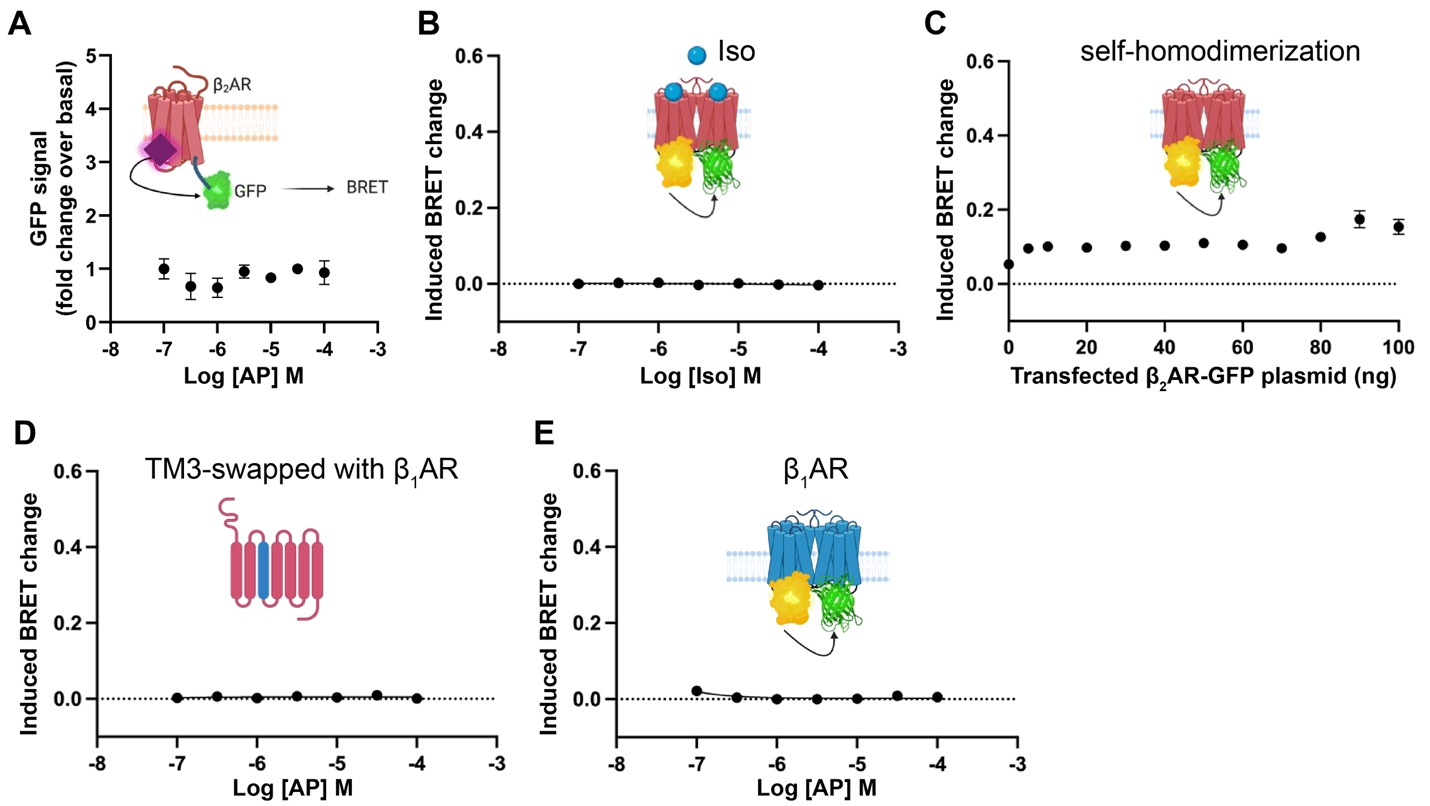 A
GFP signal
(fold change over basal)
5
4
3
2
1
0
β₂AR
GFP
BRET
-8
-7
-6
-5
-4
-3
Log [AP] M
B
Iso
Induced BRET change
0.6
0.4
0.2
0.0
-8
-7
-6
-5
-4
-3
Log [Iso] M
C
self-homodimerization
Induced BRET change
0.6
0.4
0.2
0.0
0
20
40
60
80
100
Transfected β₂AR-GFP plasmid (ng)
D
TM3-swapped with β₁AR
Induced BRET change
0.6
0.4
0.2
0.0
-8
-7
-6
-5
-4
-3
Log [AP] M
E
β₁AR
Induced BRET change
0.6
0.4
0.2
0.0
-8
-7
-6
-5
-4
-3
Log [AP] M